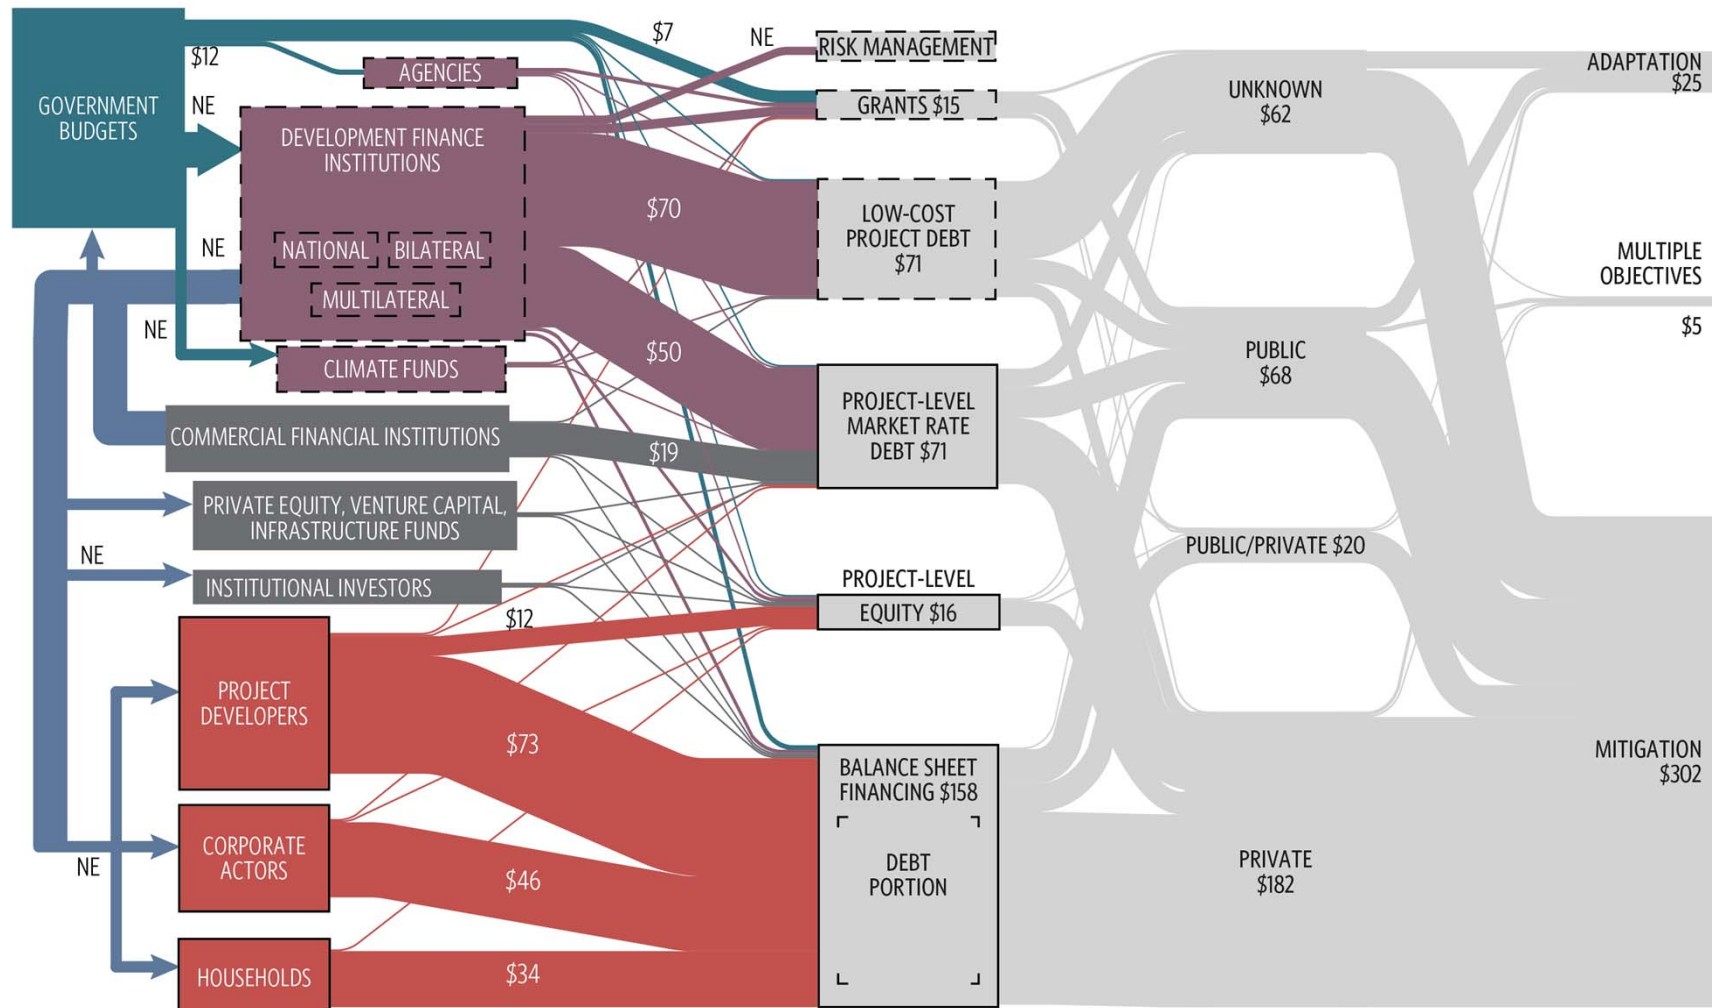 GOVERNMENT
BUDGETS
$12
NE
NE
NE
AGENCIES
DEVELOPMENT FINANCE
INSTITUTIONS
NATIONAL
BILATERAL
MULTILATERAL
CLIMATE FUNDS
COMMERCIAL FINANCIAL INSTITUTIONS
PRIVATE EQUITY, VENTURE CAPITAL,
INFRASTRUCTURE FUNDS
NE
INSTITUTIONAL INVESTORS
PROJECT
DEVELOPERS
NE
CORPORATE
ACTORS
HOUSEHOLDS
$7
NE
$70
$50
$19
$12
$73
$46
$34
RISK MANAGEMENT
GRANTS $15
LOW-COST
PROJECT DEBT
$71
PROJECT-LEVEL
MARKET RATE
DEBT $71
PROJECT-LEVEL
EQUITY $16
BALANCE SHEET
FINANCING $158
DEBT
PORTION
UNKNOWN
$62
PUBLIC
$68
PUBLIC/PRIVATE $20
PRIVATE
$182
ADAPTATION
$25
MULTIPLE
OBJECTIVES
$5
MITIGATION
$302